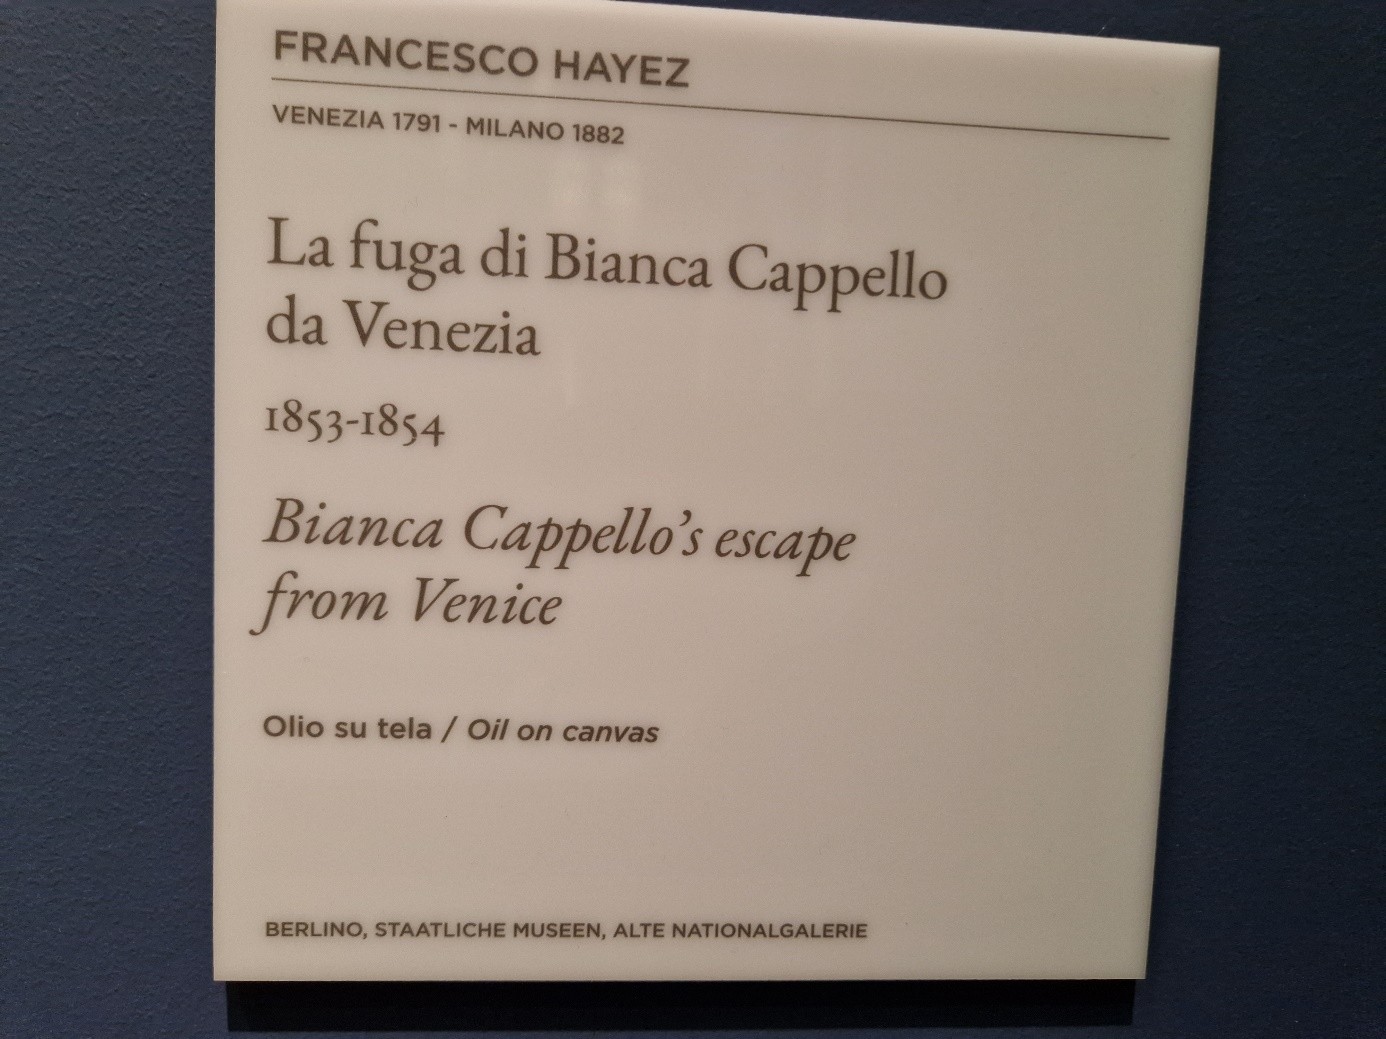 FRANCESCO HAYEZ
VENEZIA 1791 - MILANO 1882
La fuga di Bianca Cappello
da Venezia
1853-1854
Bianca Cappello’s escape
from Venice
Olio su tela / Oil on canvas
BERLINO, STAATLICHE MUSEEN, ALTE NATIONALGALERIE